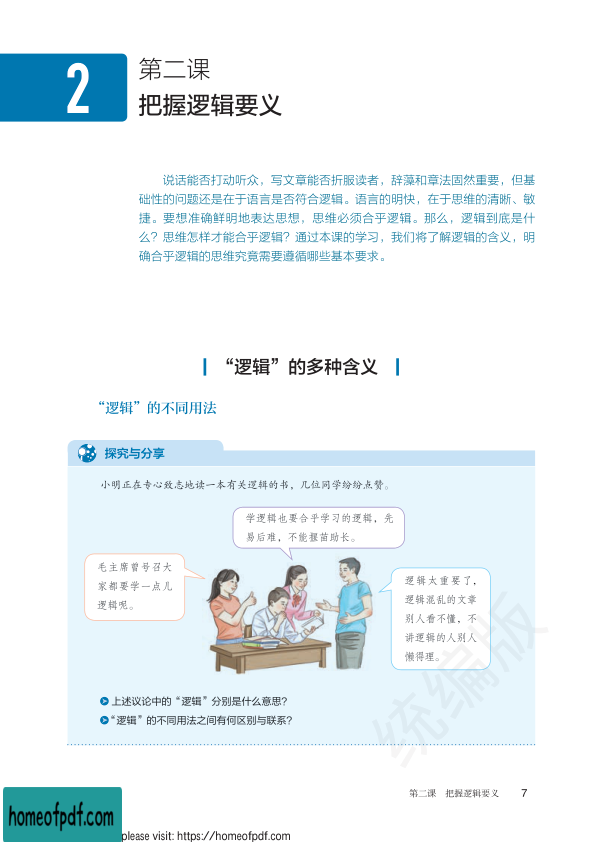 2
第二课
把握逻辑要义
说话能否打动听众，写文章能否折服读者，辞藻和章法固然重要，但基
础性的问题还是在于语言是否符合逻辑。语言的明快，在于思维的清晰、敏
捷。要想准确鲜明地表达思想，思维必须合乎逻辑。那么，逻辑到底是什
么？思维怎样才能合乎逻辑？通过本课的学习，我们将了解逻辑的含义，明
确合乎逻辑的思维究竟需要遵循哪些基本要求。
“逻辑”的多种含义
“逻辑”的不同用法
探究与分享
小明正在专心致志地读一本有关逻辑的书，几位同学纷纷点赞。
学逻辑也要合乎学习的逻辑，先
易后难，不能揠苗助长。
毛主席曾号召大
家都要学一点儿
逻辑呢。
逻辑太重要了，
逻辑混乱的文章
别人看不懂，不
讲逻辑的人别人
懒得理。
上述议论中的“逻辑”分别是什么意思？
“逻辑”的不同用法之间有何区别与联系？
统编版
第二课 把握逻辑要义 7
homeofpdf.com
please visit: https://homeofpdf.com